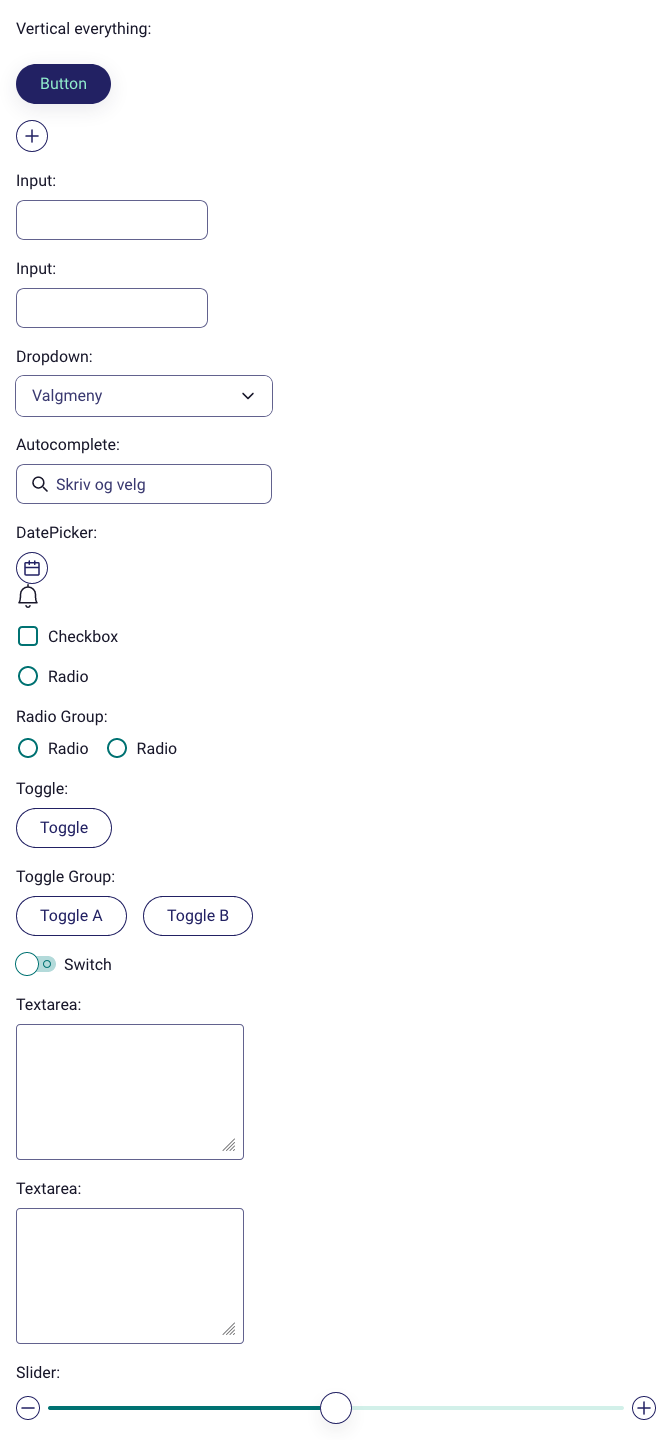 Vertical everything:
Button
Input:
Input:
Dropdown:
Valgmeny
Autocomplete:
Skriv og velg
DatePicker:
Checkbox
Radio
Radio Group:
Radio Radio
Toggle:
Toggle
Toggle Group:
Toggle A Toggle B
Switch
Textarea:
Textarea:
Slider: